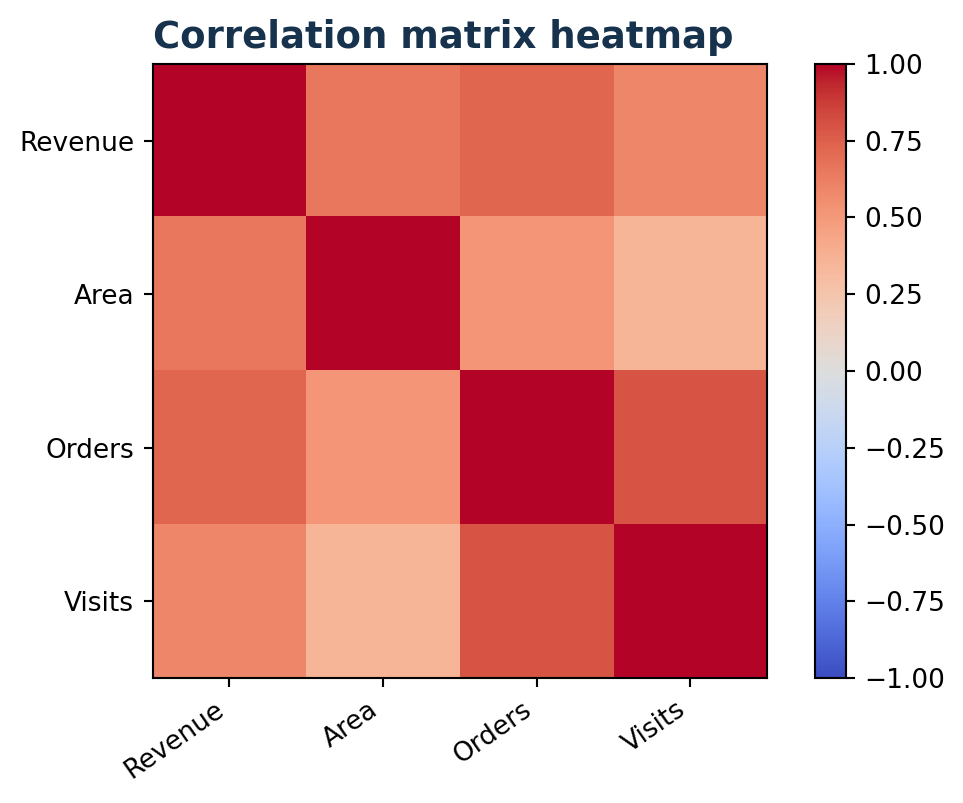 Correlation matrix heatmap
Revenue
Area
Orders
Visits
Revenue
Area
Orders
Visits
1.00
0.75
0.50
0.25
0.00
−0.25
−0.50
−0.75
−1.00